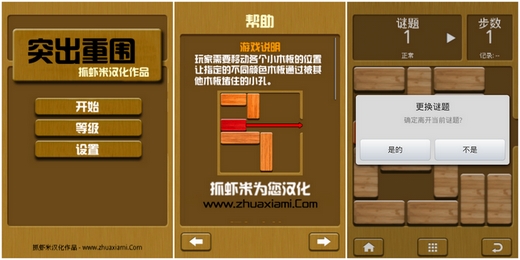 突出重围
抓虾米汉化作品
开始
等级
设置
抓虾米汉化作品 - www.zhuaxiami.Com
帮助
游戏说明
玩家需要移动各个小木板的位置
让指定的不同颜色木板通过被其
他木板堵住的小孔。
抓虾米为您汉化
www.zhuaxiami.Com
谜题
1
正常
步数
1
记录: --
更换谜题
确定离开当前谜题?
是的
不是